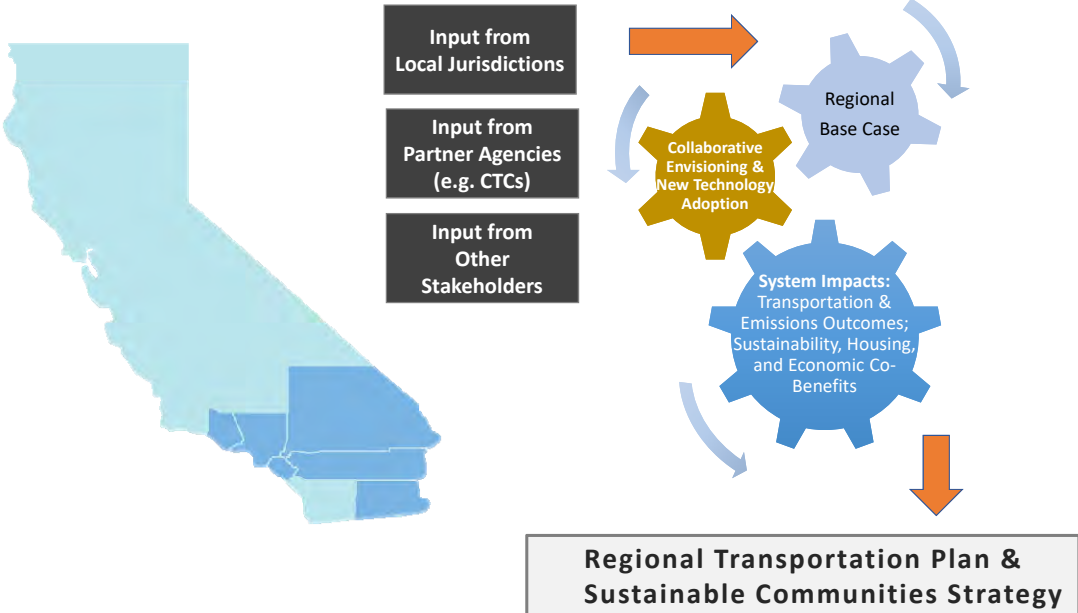 Input from
Local Jurisdictions
Input from
Partner Agencies
(e.g. CTCs)
Input from
Other
Stakeholders
Regional
Base Case
Collaborative
Envisioning &
New Technology
Adoption
System Impacts:
Transportation &
Emissions Outcomes;
Sustainability, Housing,
and Economic Co-
Benefits
Regional Transportation Plan &
Sustainable Communities Strategy